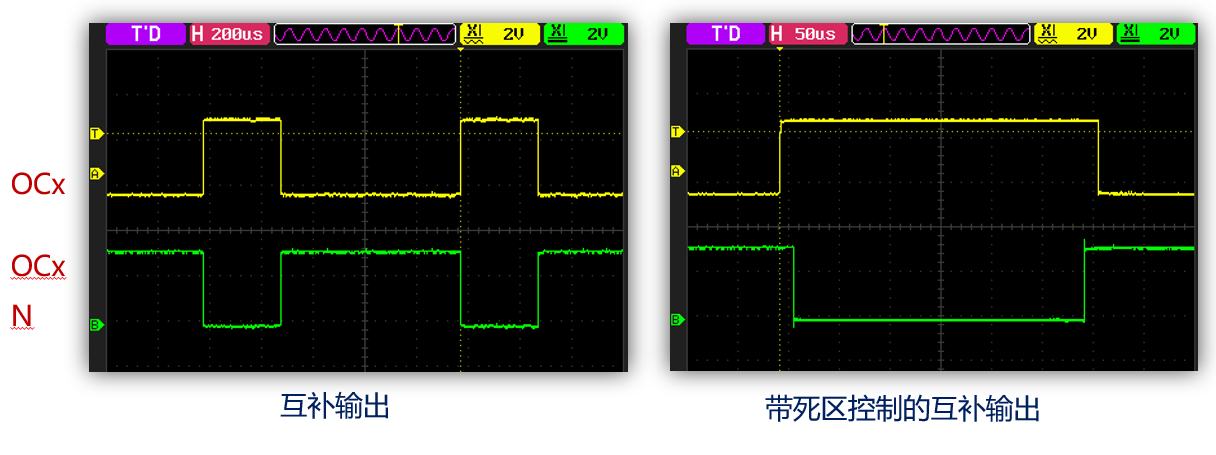 T'D H 200us X1 2V X1 2V
T'D H 50us X1 2V X1 2V
T
T
A
A
OCx
OCx
N
B
B
互补输出
带死区控制的互补输出